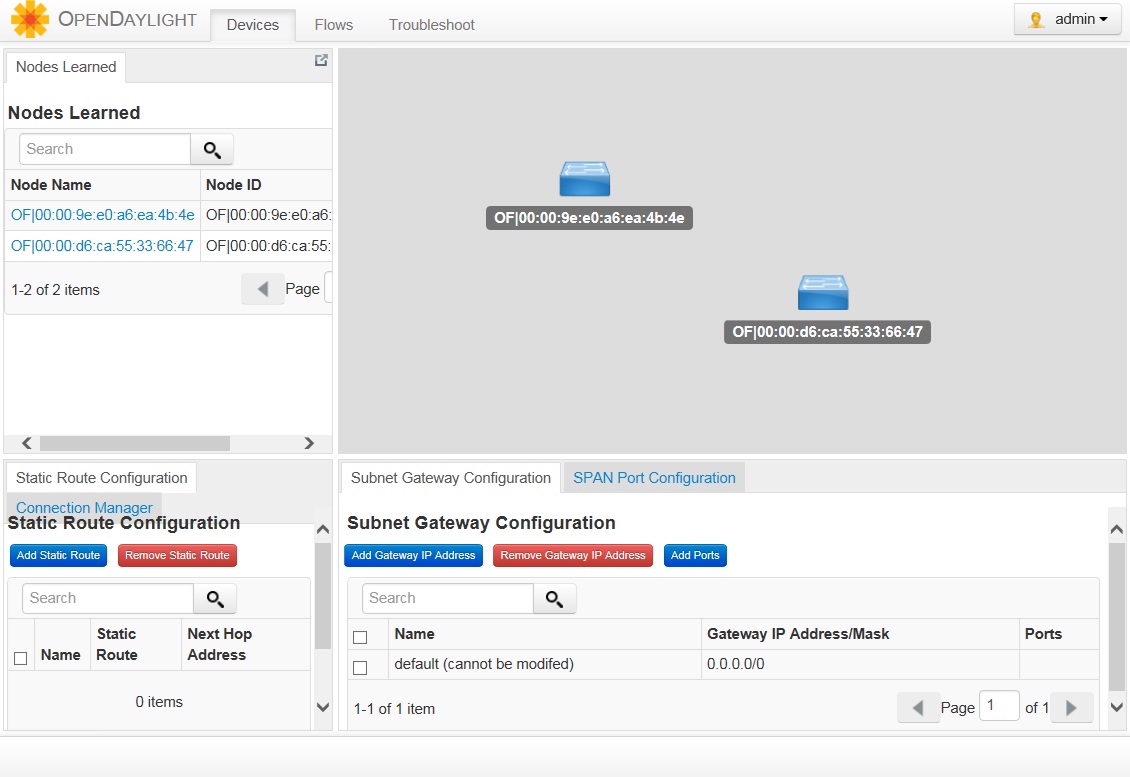 OPENDAYLIGHT
Devices
Flows
Troubleshoot
admin
Nodes Learned
Nodes Learned
Search
Node Name Node ID
OF|00:00:9e:e0:a6:ea:4b:4e OF|00:00:9e:e0:a6:
OF|00:00:d6:ca:55:33:66:47 OF|00:00:d6:ca:55:
1-2 of 2 items Page
OF|00:00:9e:e0:a6:ea:4b:4e
OF|00:00:d6:ca:55:33:66:47
Static Route Configuration
Connection Manager
Static Route Configuration
Add Static Route Remove Static Route
Search
Name Static Route Next Hop Address
0 items
Subnet Gateway Configuration SPAN Port Configuration
Subnet Gateway Configuration
Add Gateway IP Address Remove Gateway IP Address Add Ports
Search
Name Gateway IP Address/Mask Ports
default (cannot be modifed) 0.0.0.0/0
1-1 of 1 item Page 1 of 1